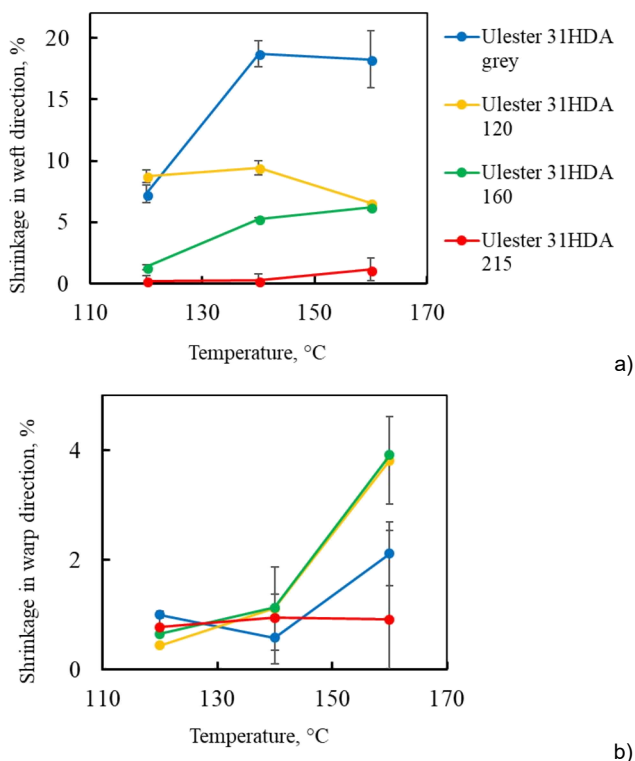 Shrinkage in weft direction, %
20
15
10
5
0
110
130
150
170
Temperature, °C
Ulester 31HDA
grey
Ulester 31HDA
120
Ulester 31HDA
160
Ulester 31HDA
215
a)
Shrinkage in warp direction, %
4
2
0
110
130
150
170
Temperature, °C
b)